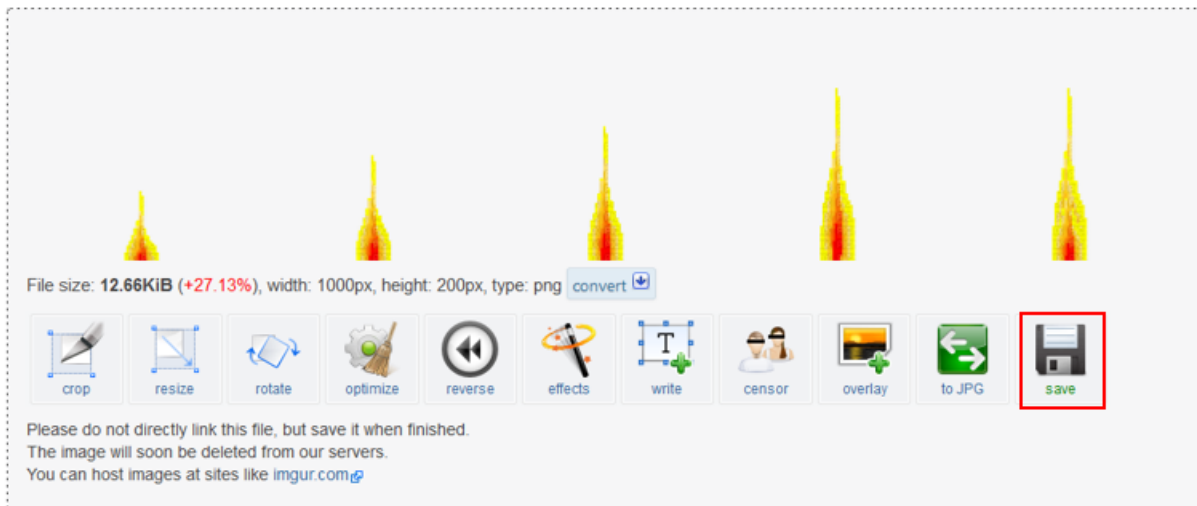 File size: 12.66KiB (+27.13%), width: 1000px, height: 200px, type: png convert
crop resize rotate optimize reverse effects write censor overlay to JPG save
Please do not directly link this file, but save it when finished.
The image will soon be deleted from our servers.
You can host images at sites like imgur.com